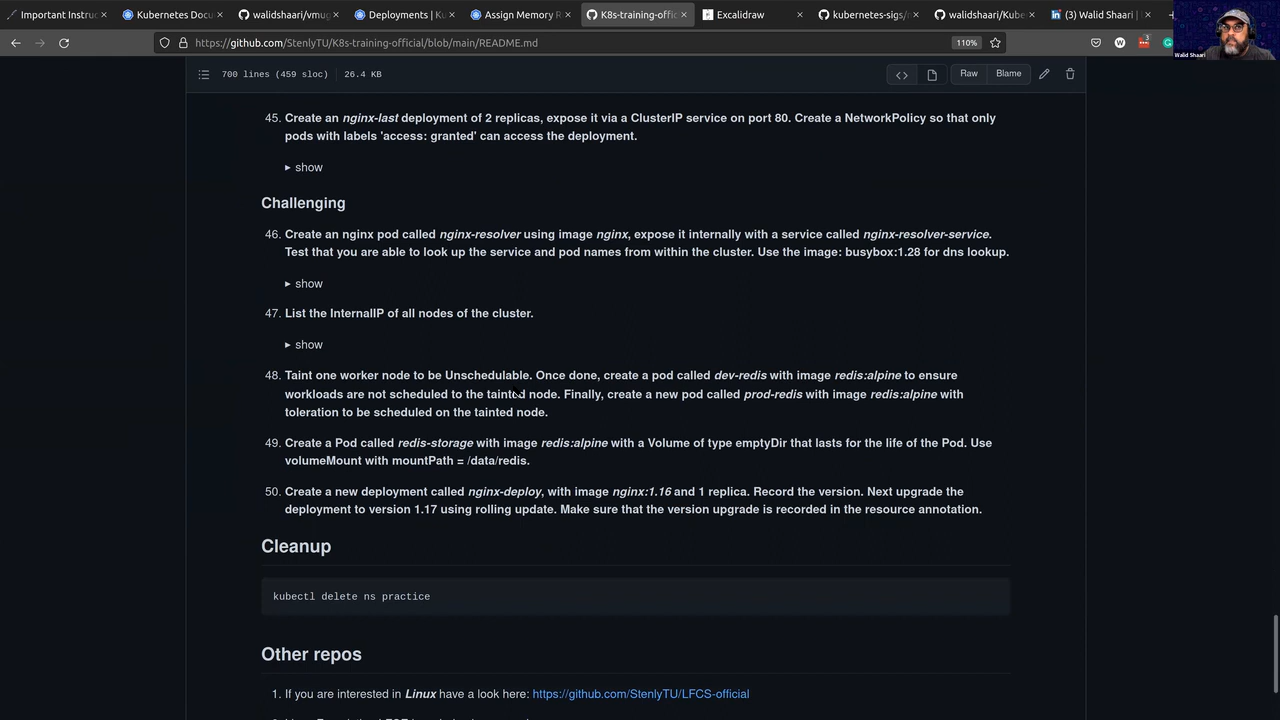 Important Instruc
Kubernetes Docu
walidshaari/vmug
Deployments | Ku
Assign Memory R
K8s-training-offic
Excalidraw
kubernetes-sigs/
walidshaari/Kube
(3) Walid Shaari |
https://github.com/StenlyTU/K8s-training-official/blob/main/README.md
110%
Walid Shaari
700 lines (459 sloc)
26.4 KB
Raw
Blame
45. Create an nginx-last deployment of 2 replicas, expose it via a ClusterIP service on port 80. Create a NetworkPolicy so that only
pods with labels 'access: granted' can access the deployment.
show
Challenging
46. Create an nginx pod called nginx-resolver using image nginx, expose it internally with a service called nginx-resolver-service.
Test that you are able to look up the service and pod names from within the cluster. Use the image: busybox:1.28 for dns lookup.
show
47. List the InternalIP of all nodes of the cluster.
show
48. Taint one worker node to be Unschedulable. Once done, create a pod called dev-redis with image redis:alpine to ensure
workloads are not scheduled to the tainted node. Finally, create a new pod called prod-redis with image redis:alpine with
toleration to be scheduled on the tainted node.
49. Create a Pod called redis-storage with image redis:alpine with a Volume of type emptyDir that lasts for the life of the Pod. Use
volumeMount with mountPath = /data/redis.
50. Create a new deployment called nginx-deploy, with image nginx:1.16 and 1 replica. Record the version. Next upgrade the
deployment to version 1.17 using rolling update. Make sure that the version upgrade is recorded in the resource annotation.
Cleanup
kubectl delete ns practice
Other repos
1. If you are interested in Linux have a look here: https://github.com/StenlyTU/LFCS-official